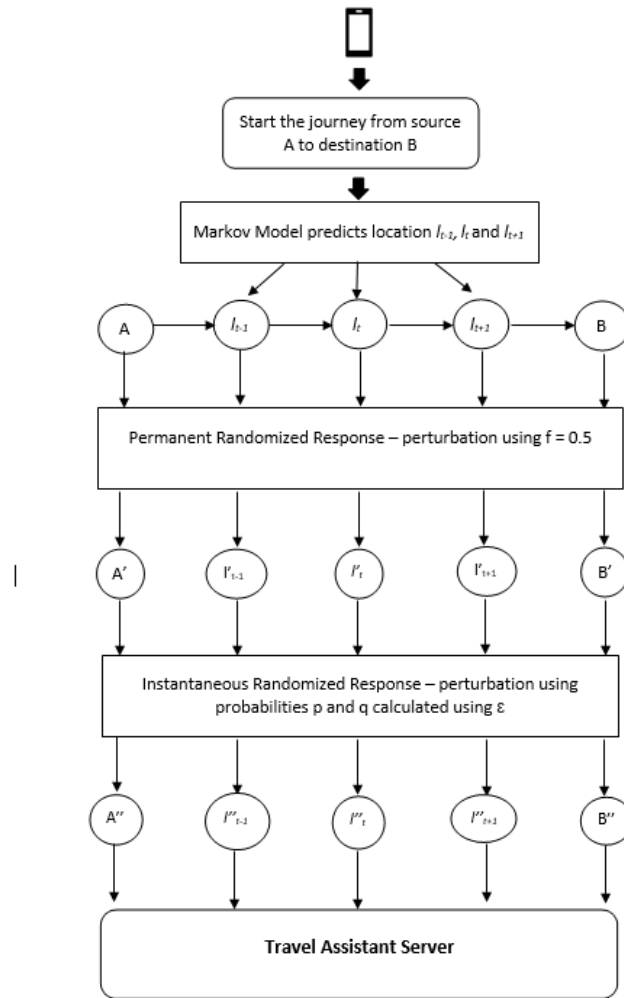 Start the journey from source
A to destination B
Markov Model predicts location lₜ₋₁, lₜ and lₜ₊₁
A lₜ₋₁ lₜ lₜ₊₁ B
Permanent Randomized Response – perturbation using f = 0.5
A′ l′ₜ₋₁ l′ₜ l′ₜ₊₁ B′
Instantaneous Randomized Response – perturbation using
probabilities p and q calculated using ε
A″ l″ₜ₋₁ l″ₜ l″ₜ₊₁ B″
Travel Assistant Server